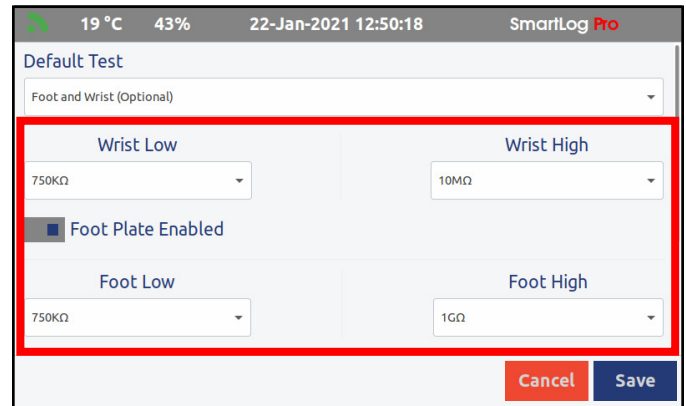 19 °C 43% 22-Jan-2021 12:50:18 SmartLog Pro
Default Test
Foot and Wrist (Optional)
Wrist Low Wrist High
750KΩ 10MΩ
Foot Plate Enabled
Foot Low Foot High
750KΩ 1GΩ
Cancel Save